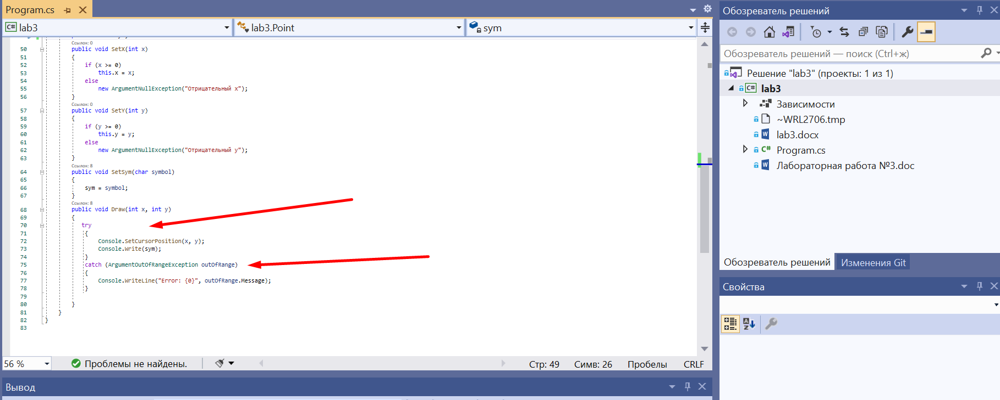 Program.cs
lab3
lab3.Point
sym
Ссылок: 0
50 public void SetX(int x)
51 {
52 if (x >= 0)
53 this.x = x;
54 else
55 new ArgumentNullException("Отрицательный x");
56 }
Ссылок: 0
57 public void SetY(int y)
58 {
59 if (y >= 0)
60 this.y = y;
61 else
62 new ArgumentNullException("Отрицательный y");
63 }
Ссылок: 8
64 public void SetSym(char symbol)
65 {
66 sym = symbol;
67 }
Ссылок: 8
68 public void Draw(int x, int y)
69 {
70 try
71 {
72 Console.SetCursorPosition(x, y);
73 Console.Write(sym);
74 }
75 catch (ArgumentOutOfRangeException outOfRange)
76 {
77 Console.WriteLine("Error: {0}", outOfRange.Message);
78 }
79
80 }
81 }
82 }
83
56 %
Проблемы не найдены.
Стр: 49 Симв: 26 Пробелы CRLF
Вывод
Обозреватель решений
Обозреватель решений — поиск (Ctrl+ж)
Решение "lab3" (проекты: 1 из 1)
C# lab3
Зависимости
~WRL2706.tmp
lab3.docx
C# Program.cs
Лабораторная работа №3.doc
Обозреватель решений Изменения Git
Свойства